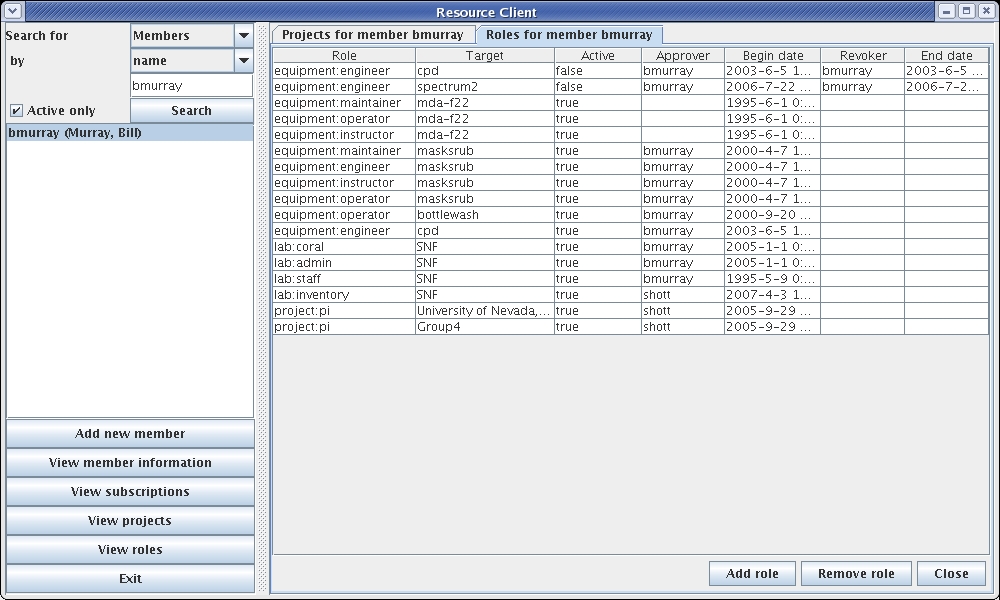 Resource Client
Search for Members
by name
bmurray
Active only Search
bmurray (Murray, Bill)
Add new member
View member information
View subscriptions
View projects
View roles
Exit
Projects for member bmurray Roles for member bmurray
Role Target Active Approver Begin date Revoker End date
equipment:engineer cpd false bmurray 2003-6-5 1... bmurray 2003-6-5 ...
equipment:engineer spectrum2 false bmurray 2006-7-22 ... bmurray 2006-7-2...
equipment:maintainer mda-f22 true 1995-6-1 0:...
equipment:operator mda-f22 true 1995-6-1 0:...
equipment:instructor mda-f22 true 1995-6-1 0:...
equipment:maintainer masksrub true bmurray 2000-4-7 1...
equipment:engineer masksrub true bmurray 2000-4-7 1...
equipment:instructor masksrub true bmurray 2000-4-7 1...
equipment:operator masksrub true bmurray 2000-4-7 1...
equipment:operator bottlewash true bmurray 2000-9-20 ...
equipment:engineer cpd true bmurray 2003-6-5 1...
lab:coral SNF true bmurray 2005-1-1 0:...
lab:admin SNF true bmurray 2005-1-1 0:...
lab:staff SNF true bmurray 1995-5-9 0:...
lab:inventory SNF true shott 2007-4-3 1...
project:pi University of Nevada,... true shott 2005-9-29 ...
project:pi Group4 true shott 2005-9-29 ...
Add role Remove role Close